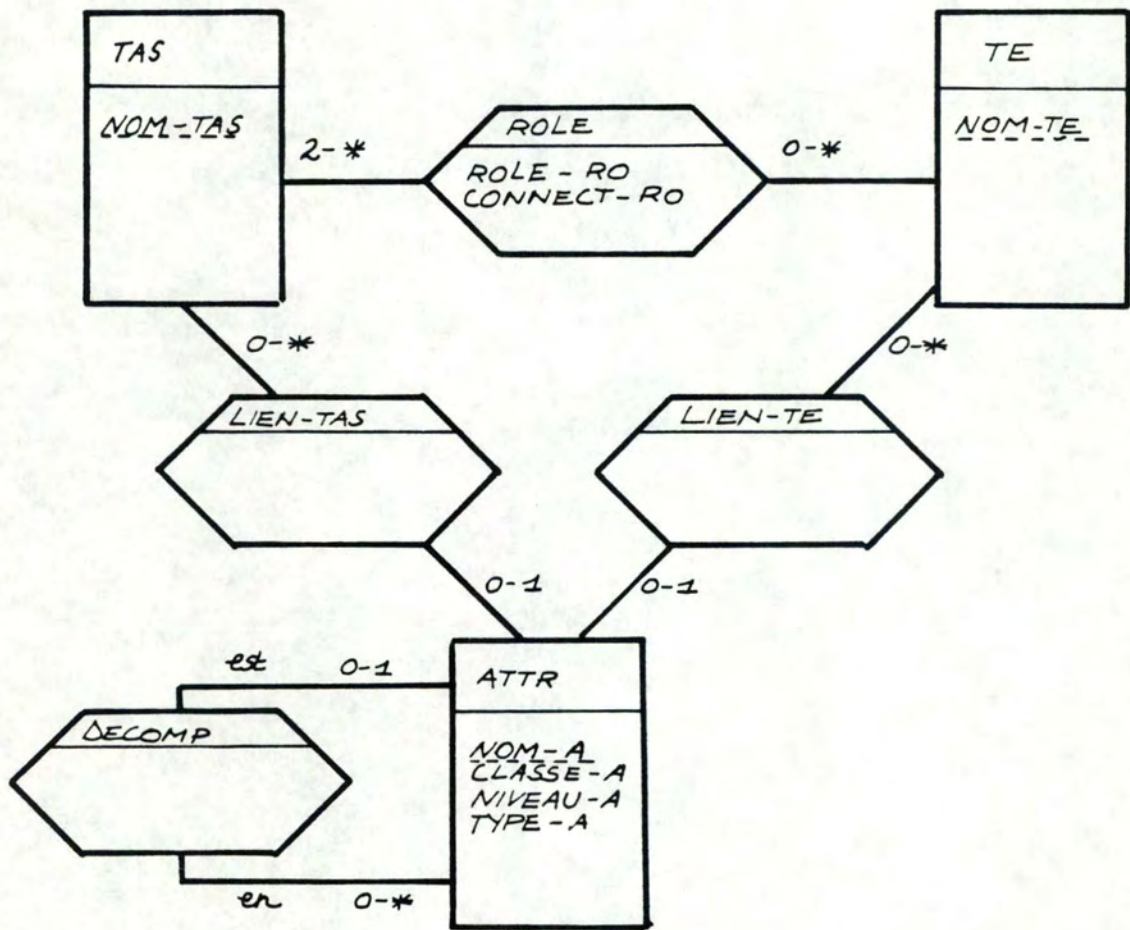 TAS
NOM-TAS
2-*
ROLE
ROLE-RO
CONNECT-RO
0-*
TE
NOM-TE
0-*
0-*
LIEN-TAS
LIEN-TE
0-1
0-1
est
0-1
DECOMP
en
0-*
ATTR
NOM-A
CLASSE-A
NIVEAU-A
TYPE-A